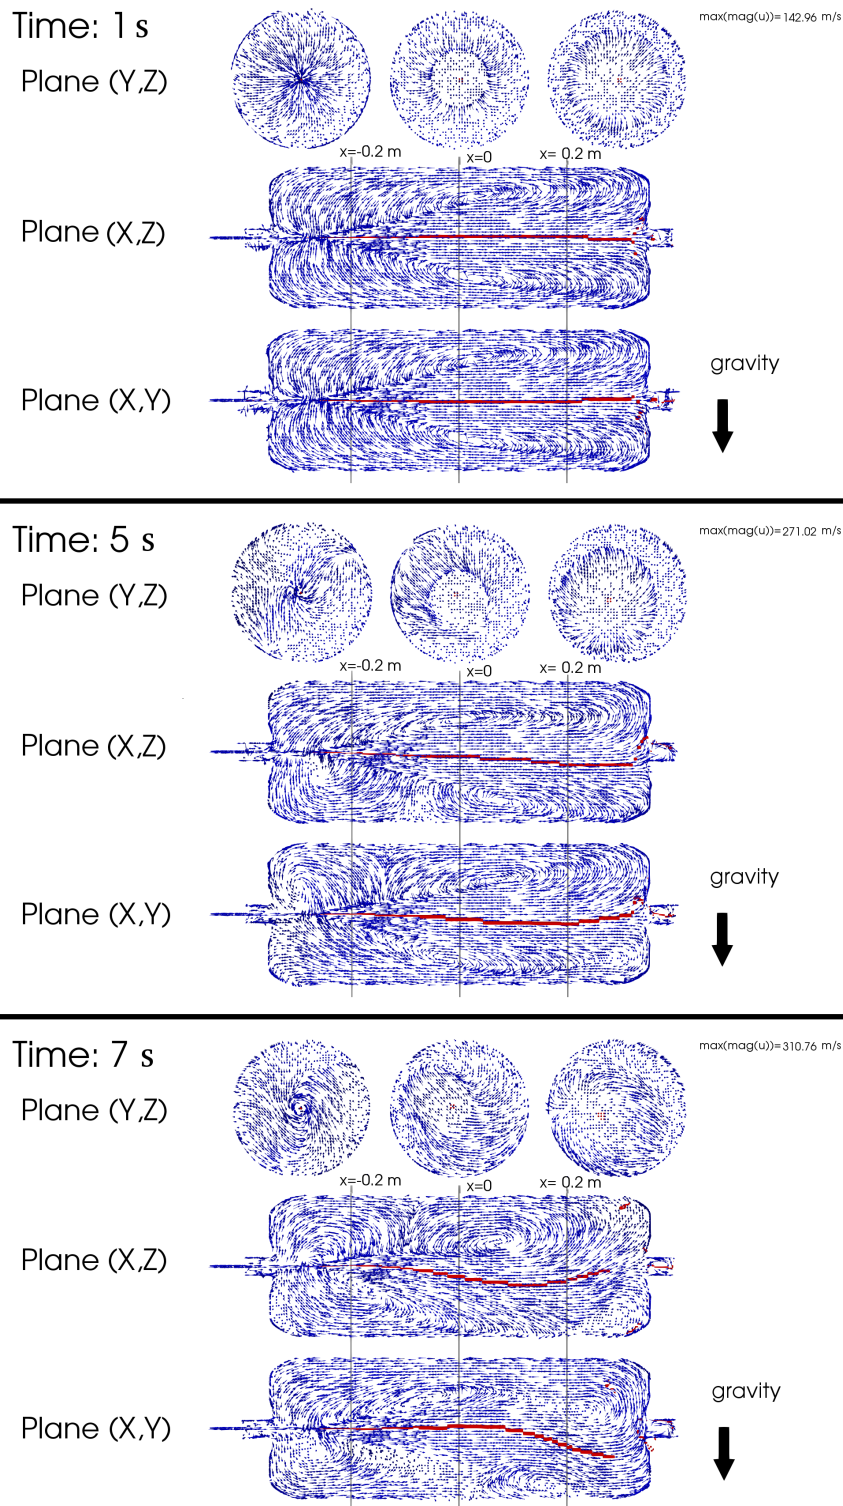 Time: 1 s
max(mag(u))=142.96 m/s
Plane (Y,Z)
x=-0.2 m x=0 x= 0.2 m
Plane (X,Z)
gravity
Plane (X,Y)
Time: 5 s
max(mag(u))=271.02 m/s
Plane (Y,Z)
x=-0.2 m x=0 x= 0.2 m
Plane (X,Z)
gravity
Plane (X,Y)
Time: 7 s
max(mag(u))=310.76 m/s
Plane (Y,Z)
x=-0.2 m x=0 x= 0.2 m
Plane (X,Z)
gravity
Plane (X,Y)